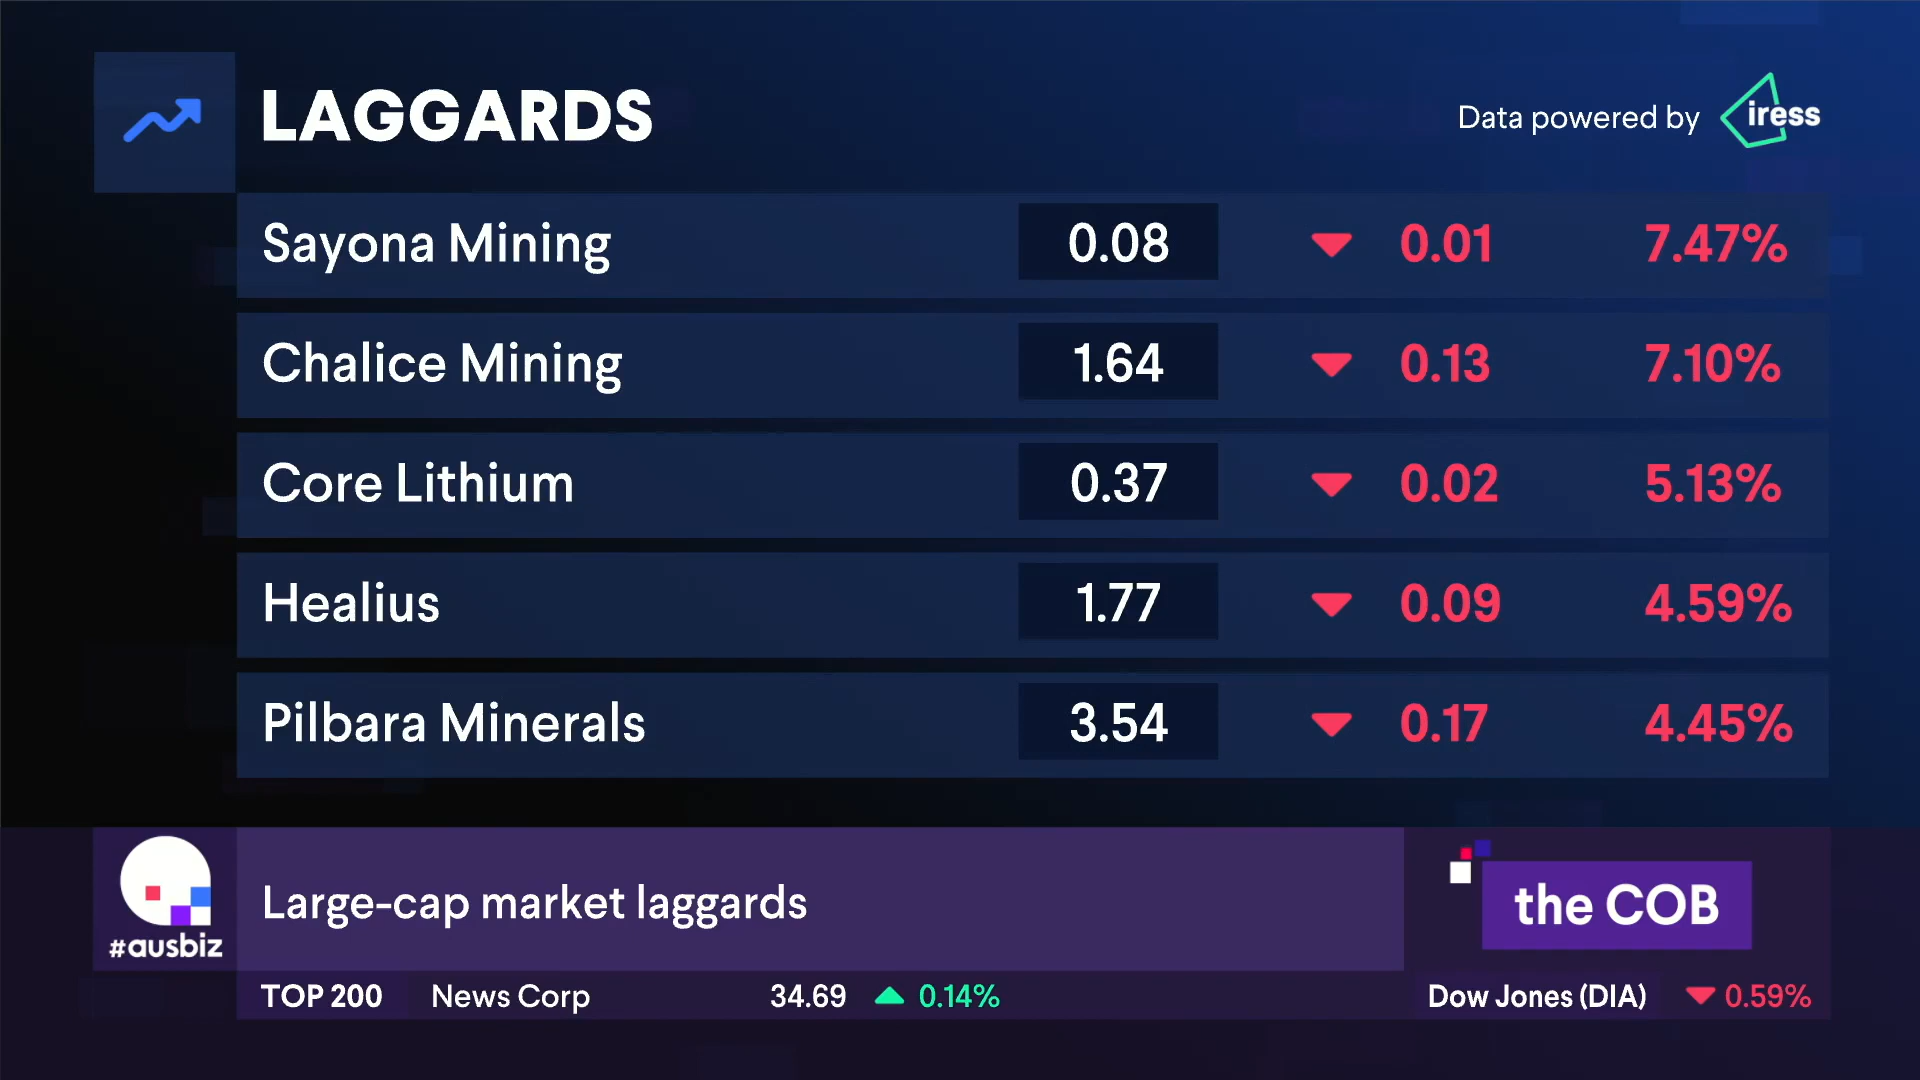 LAGGARDS
Data powered by iress
Sayona Mining 0.08 ▼ 0.01 7.47%
Chalice Mining 1.64 ▼ 0.13 7.10%
Core Lithium 0.37 ▼ 0.02 5.13%
Healius 1.77 ▼ 0.09 4.59%
Pilbara Minerals 3.54 ▼ 0.17 4.45%
#ausbiz
Large-cap market laggards
the COB
TOP 200 News Corp 34.69 ▲ 0.14% Dow Jones (DIA) ▼ 0.59%